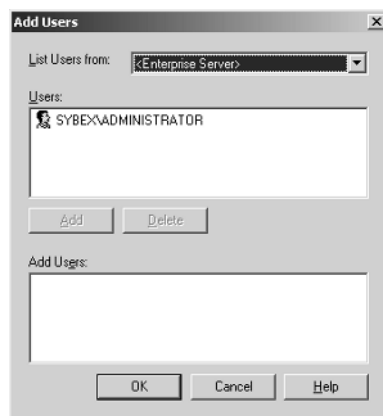 Add Users
List Users from: <Enterprise Server>
Users:
SYBEX\ADMINISTRATOR
Add Delete
Add Users:
OK Cancel Help